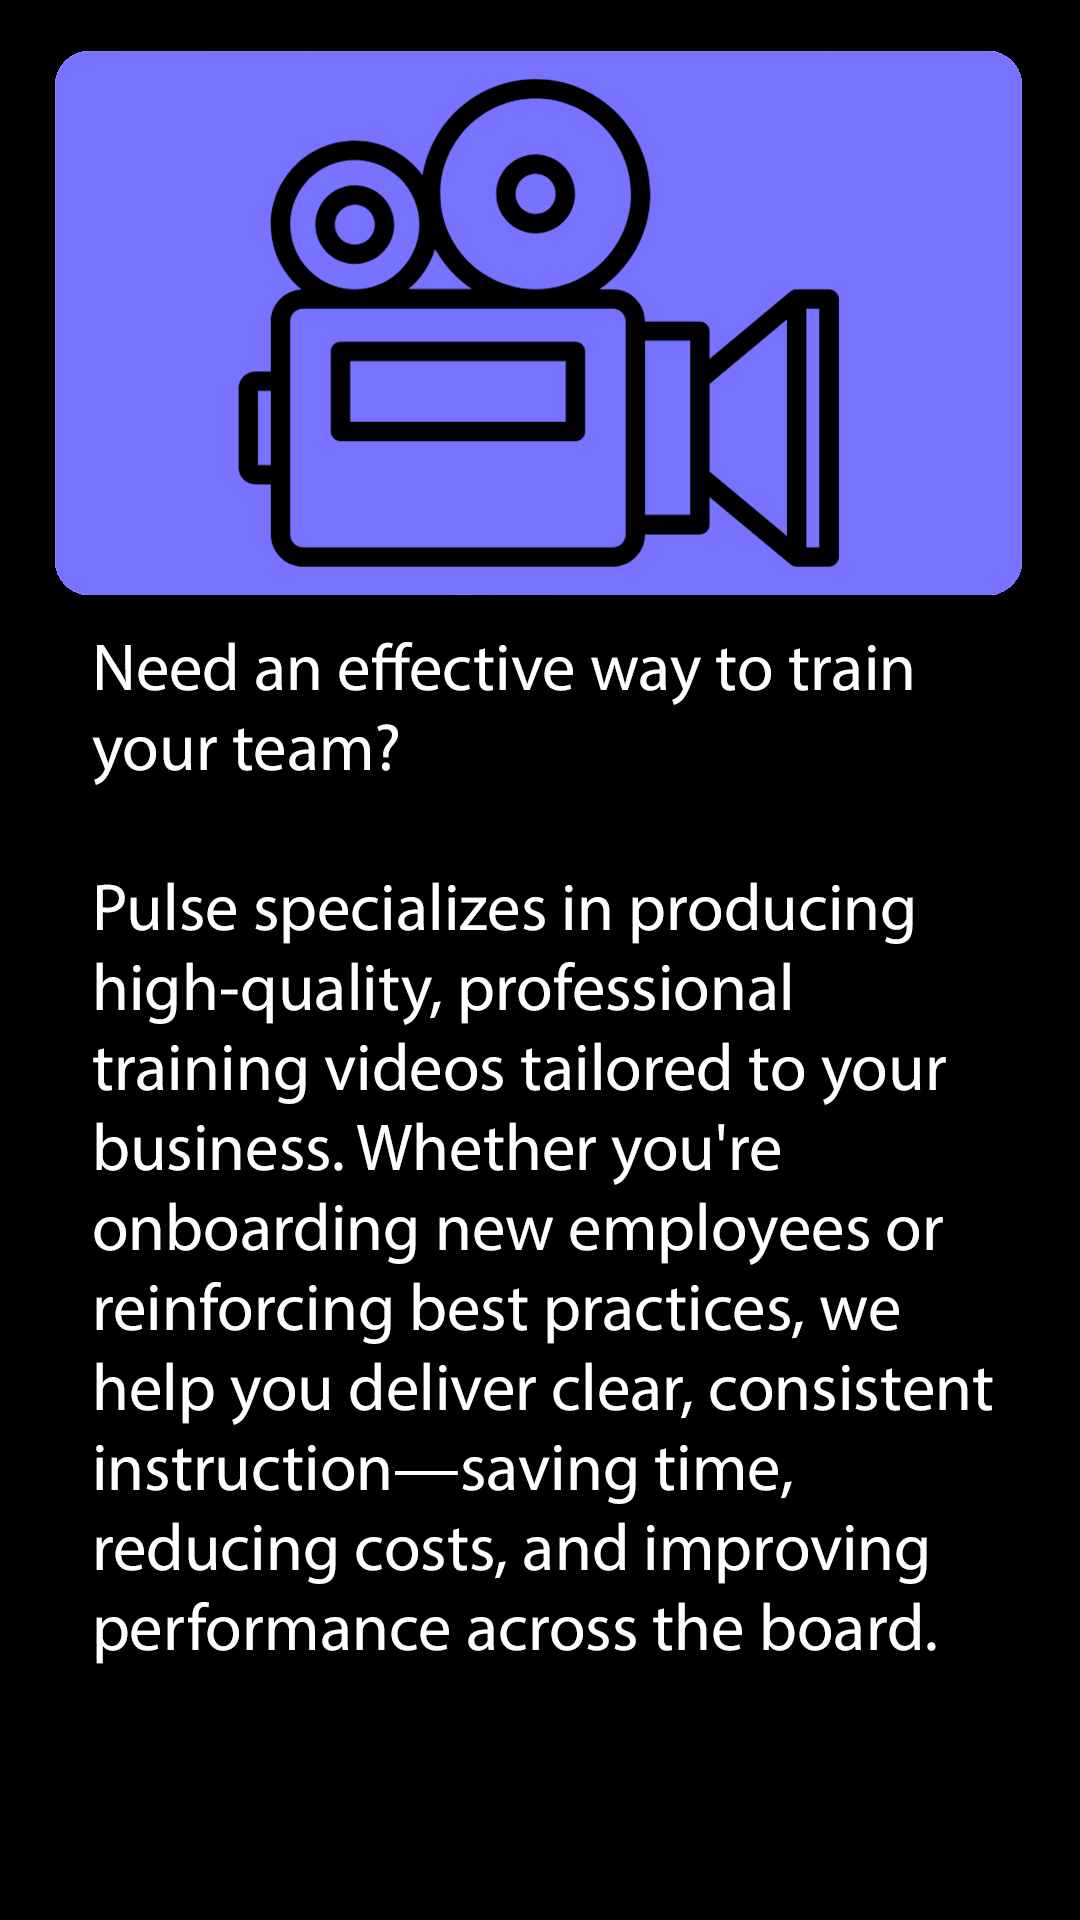 Need an effective way to train
your team?
Pulse specializes in producing
high-quality, professional
training videos tailored to your
business. Whether you're
onboarding new employees or
reinforcing best practices, we
help you deliver clear, consistent
instruction—saving time,
reducing costs, and improving
performance across the board.